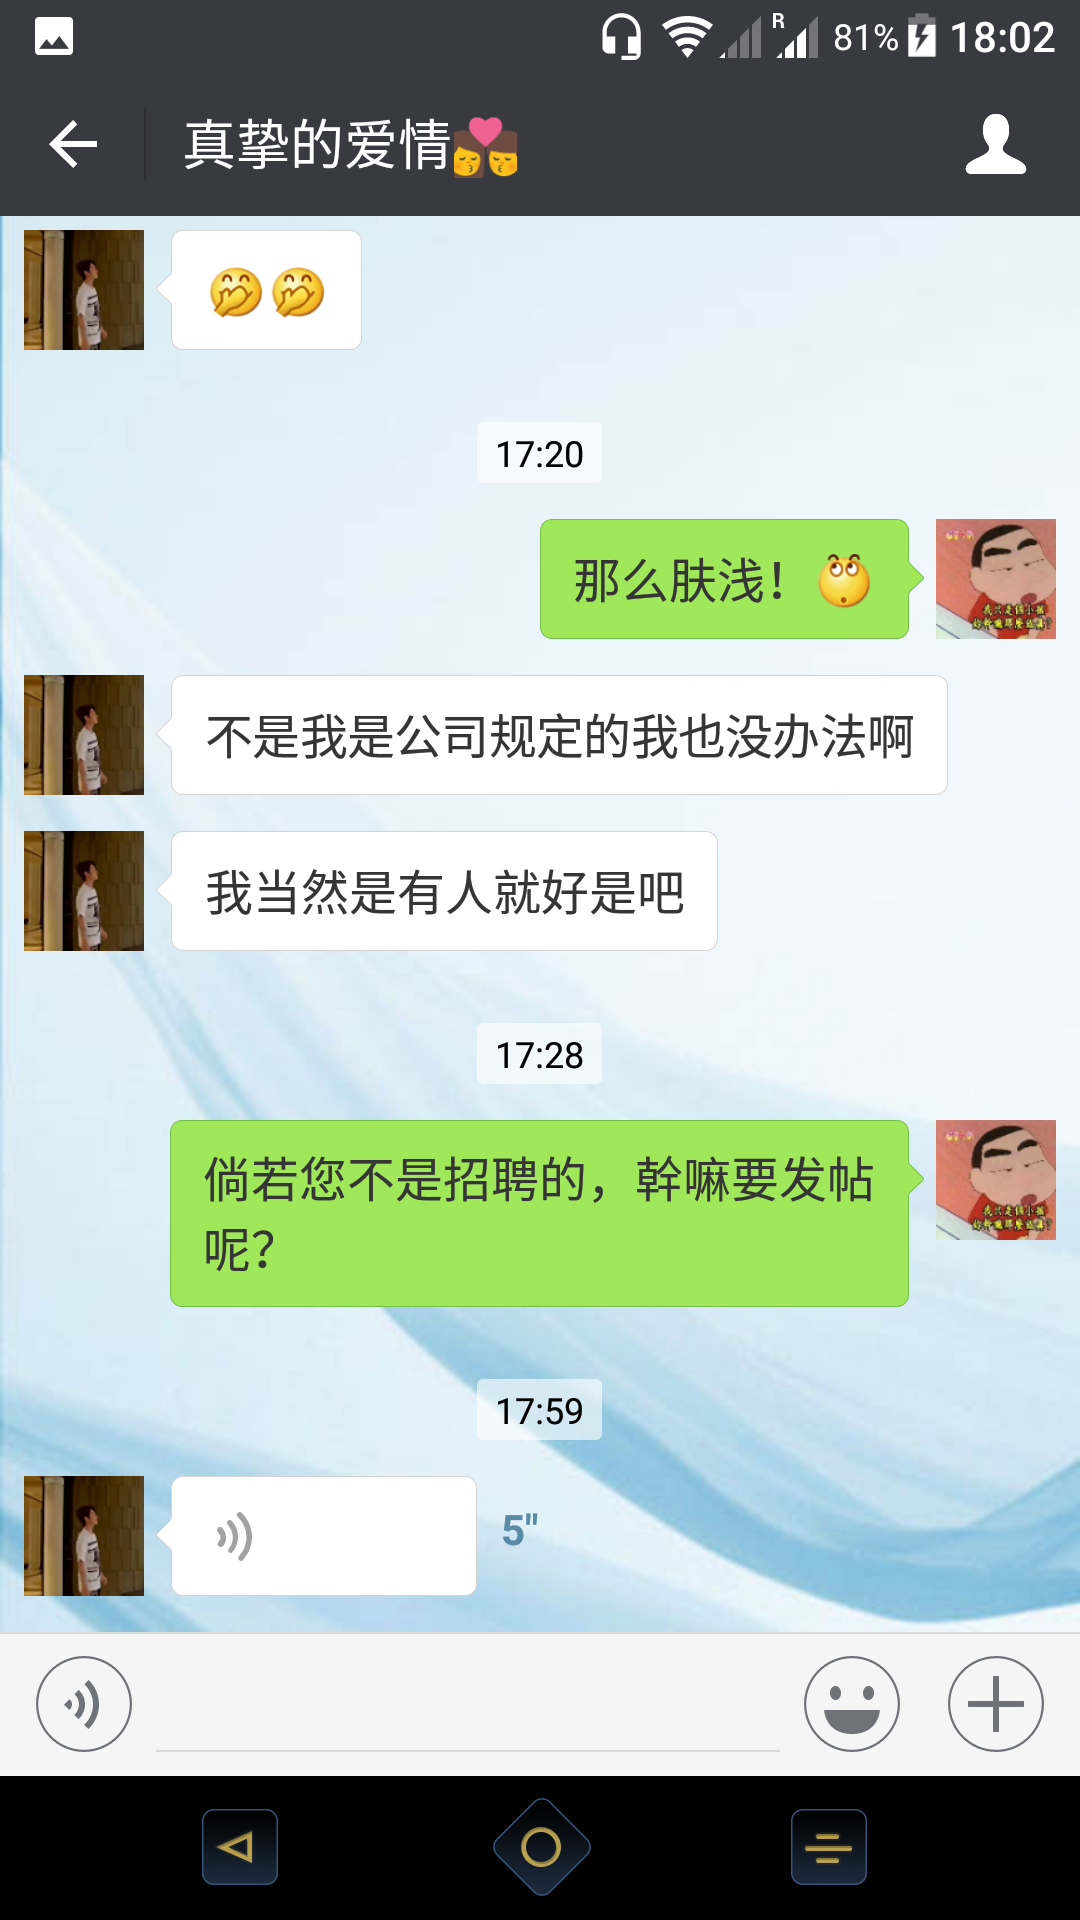 R 81% 18:02
真挚的爱情
17:20
那么肤浅！
不是我是公司规定的我也没办法啊
我当然是有人就好是吧
17:28
倘若您不是招聘的，幹嘛要发帖
呢？
17:59
5"